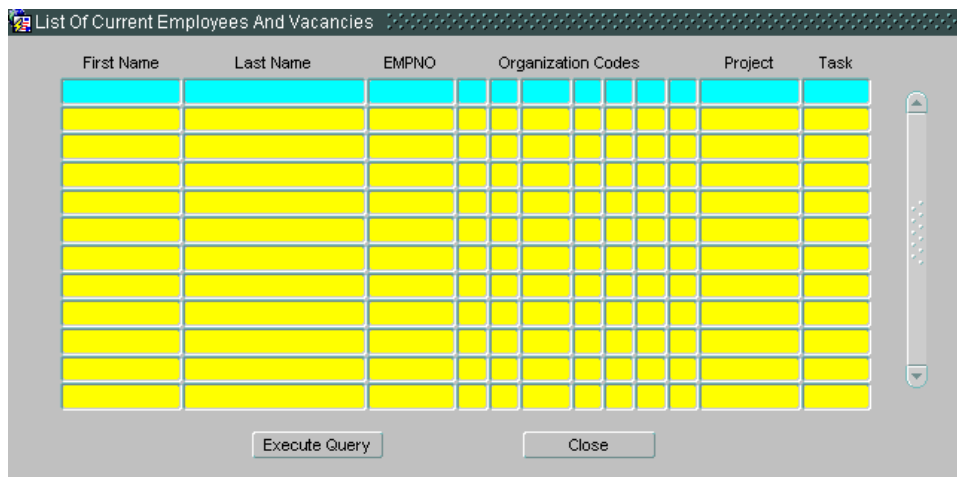 List Of Current Employees And Vacancies
First Name Last Name EMPNO Organization Codes Project Task
Execute Query Close